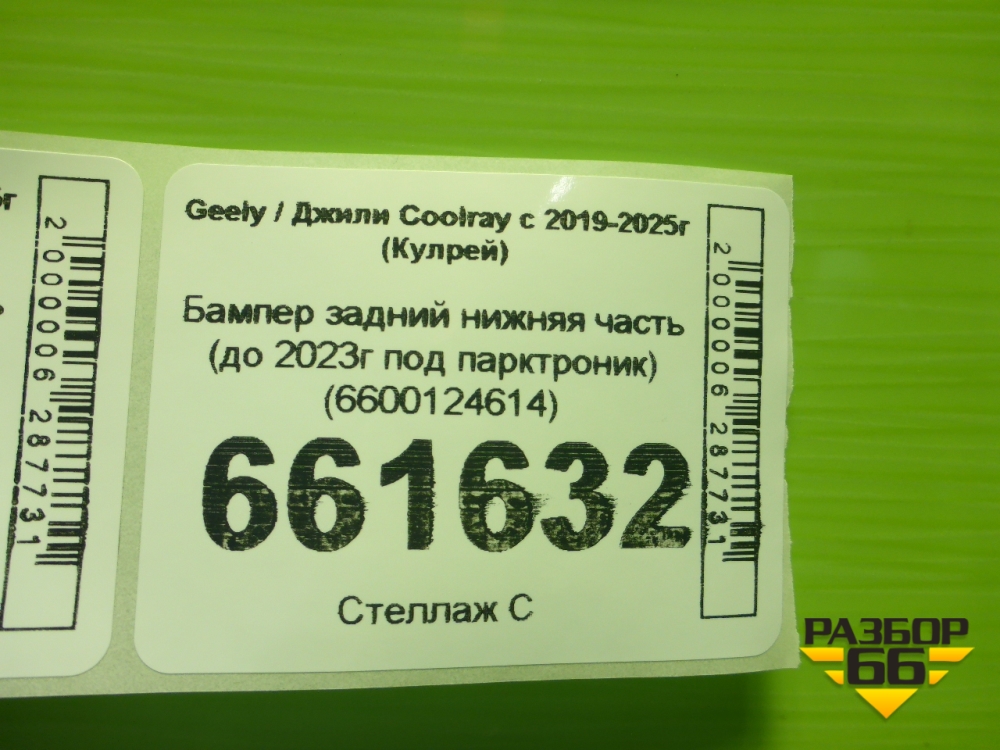 Geely / Джили Coolray с 2019-2025г
(Кулрей)
Бампер задний нижняя часть
(до 2023г под парктроник)
(6600124614)
661632
Стеллаж С
2000006287731
2000006287731
РАЗБОР
66